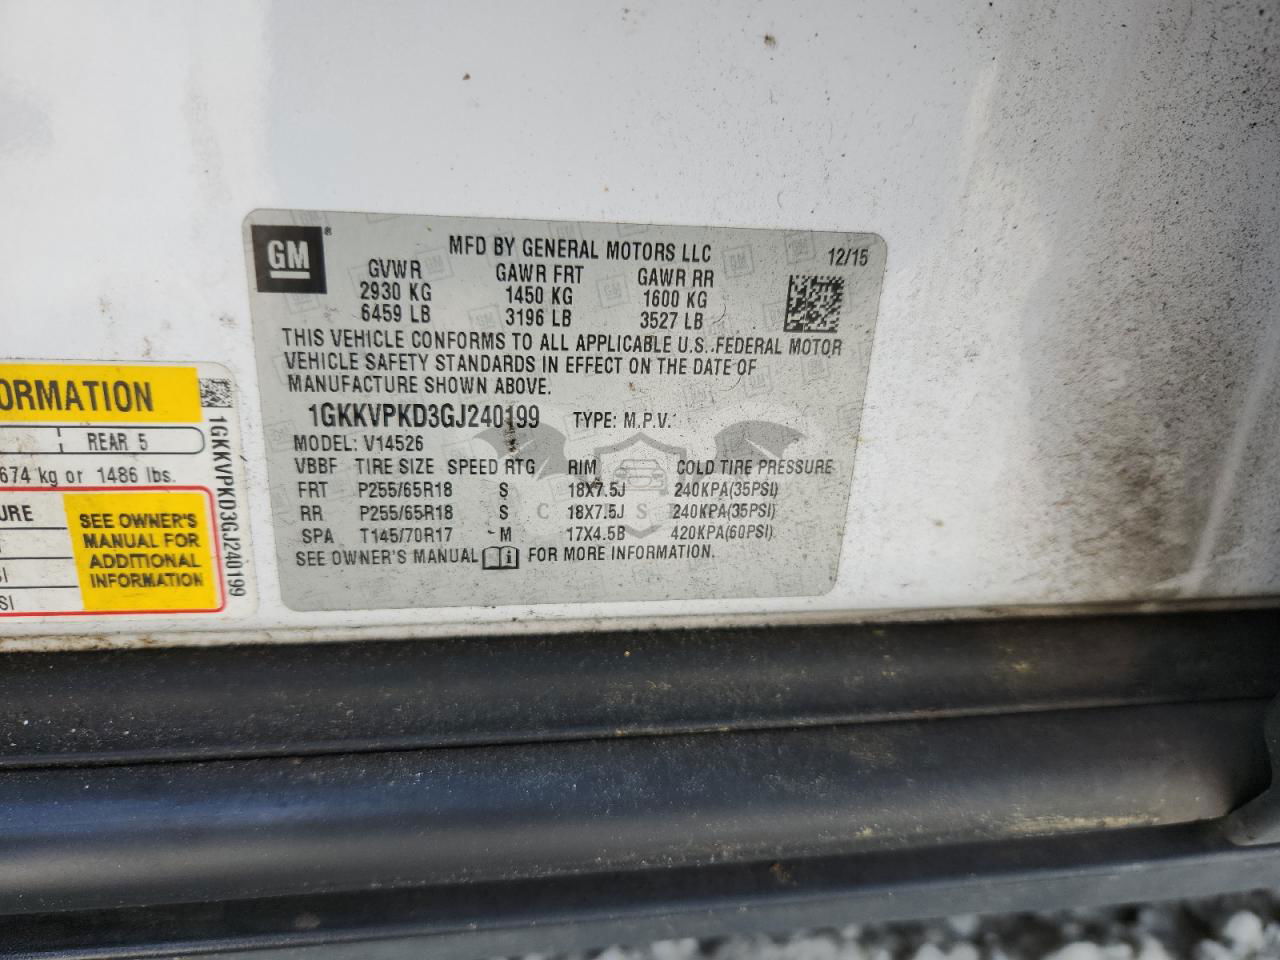 GM ®
MFD BY GENERAL MOTORS LLC 12/15
GVWR GAWR FRT GAWR RR
2930 KG 1450 KG 1600 KG
6459 LB 3196 LB 3527 LB
THIS VEHICLE CONFORMS TO ALL APPLICABLE U.S. FEDERAL MOTOR
VEHICLE SAFETY STANDARDS IN EFFECT ON THE DATE OF
MANUFACTURE SHOWN ABOVE.
1GKKVPKD3GJ240199 TYPE: M.P.V.
MODEL: V14526
VBBF TIRE SIZE SPEED RTG RIM COLD TIRE PRESSURE
FRT P255/65R18 S 18X7.5J 240KPA(35PSI)
RR P255/65R18 S 18X7.5J 240KPA(35PSI)
SPA T145/70R17 M 17X4.5B 420KPA(60PSI)
SEE OWNER'S MANUAL i FOR MORE INFORMATION.
ORMATION
REAR 5
674 kg or 1486 lbs.
URE
SEE OWNER'S
MANUAL FOR
ADDITIONAL
INFORMATION
SI
SI
1GKKVPKD3GJ240199